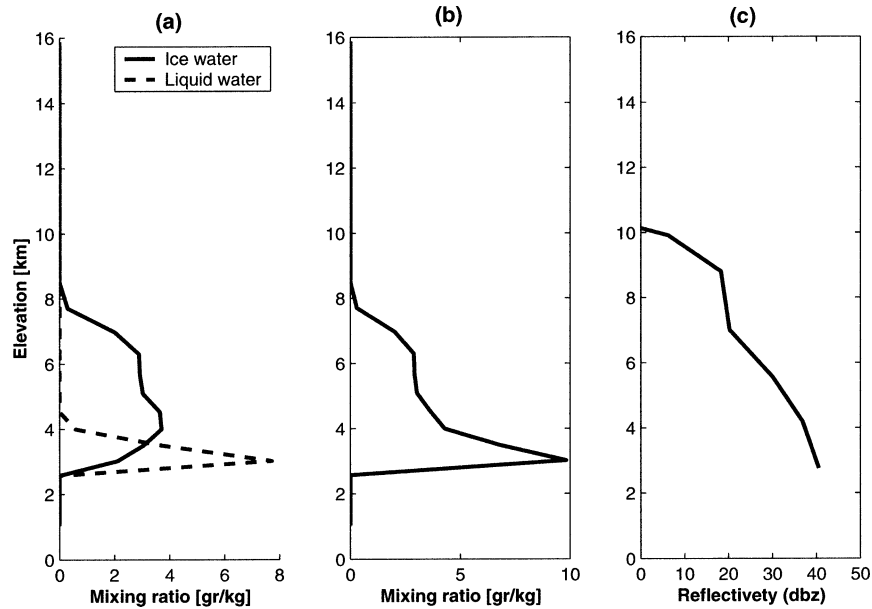 (a)
(b)
(c)
Ice water
Liquid water
16
14
12
10
8
6
4
2
0
Elevation [km]
0 2 4 6 8
Mixing ratio [gr/kg]
16
14
12
10
8
6
4
2
0
0 5 10
Mixing ratio [gr/kg]
16
14
12
10
8
6
4
2
0
0 10 20 30 40 50
Reflectivety (dbz)